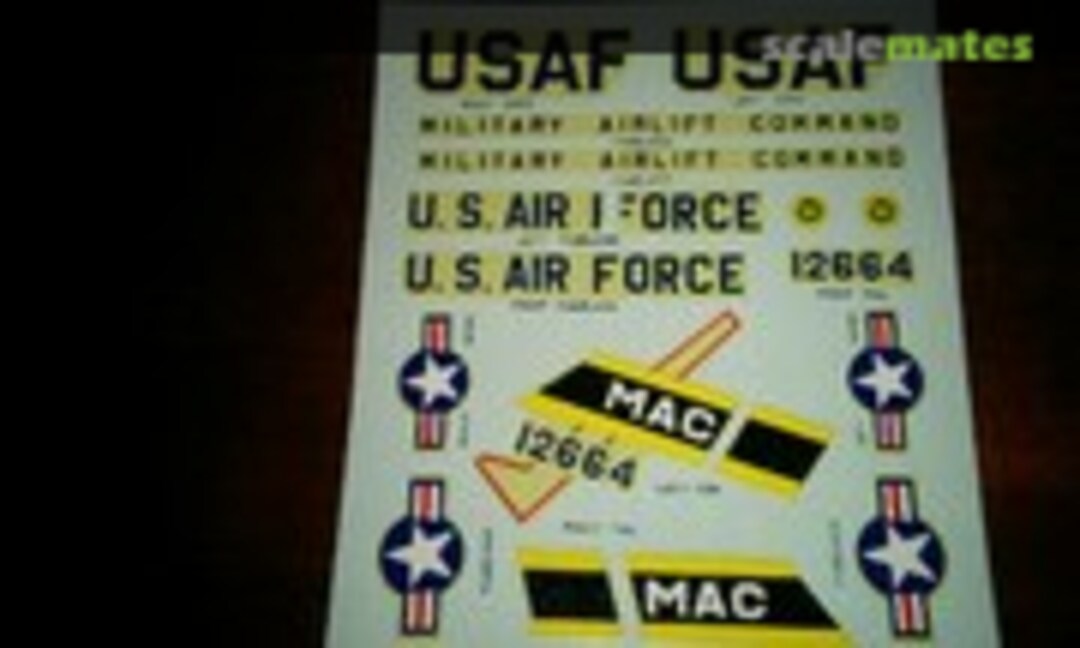 scalemates
USAF USAF
MILITARY AIRLIFT COMMAND
MILITARY AIRLIFT COMMAND
U.S. AIR FORCE
U.S. AIR FORCE 12664
MAC
12664
MAC